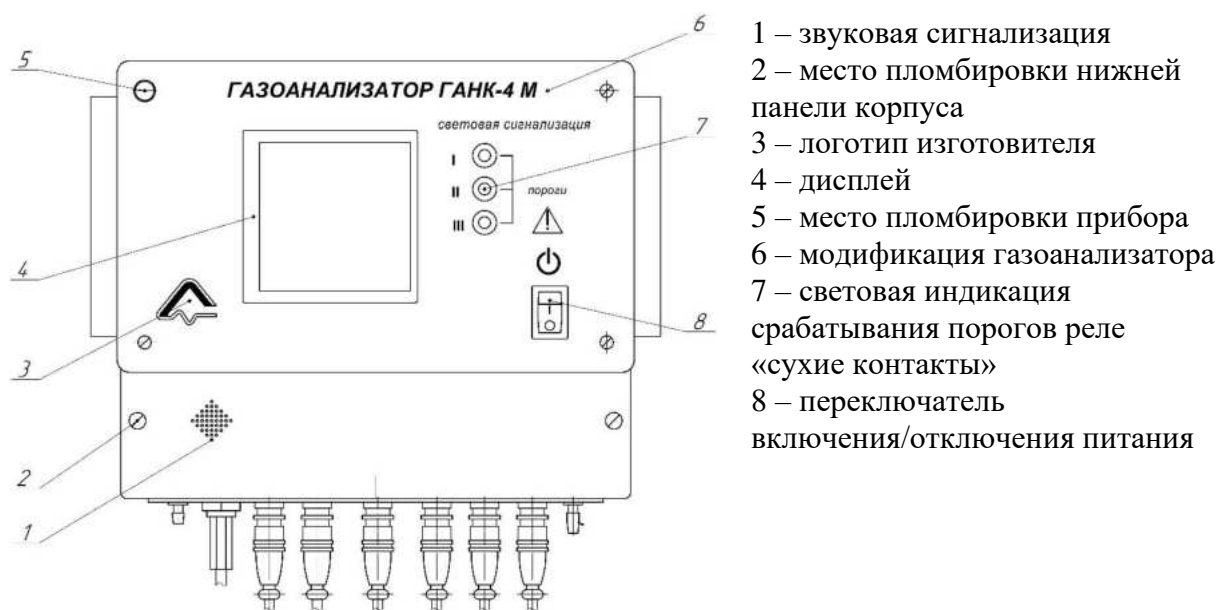 5
6
ГАЗОАНАЛИЗАТОР ГАНК-4 М
световая сигнализация
7
I
II
пороги
III
4
8
3
2
1
1 – звуковая сигнализация
2 – место пломбировки нижней
панели корпуса
3 – логотип изготовителя
4 – дисплей
5 – место пломбировки прибора
6 – модификация газоанализатора
7 – световая индикация
срабатывания порогов реле
«сухие контакты»
8 – переключатель
включения/отключения питания